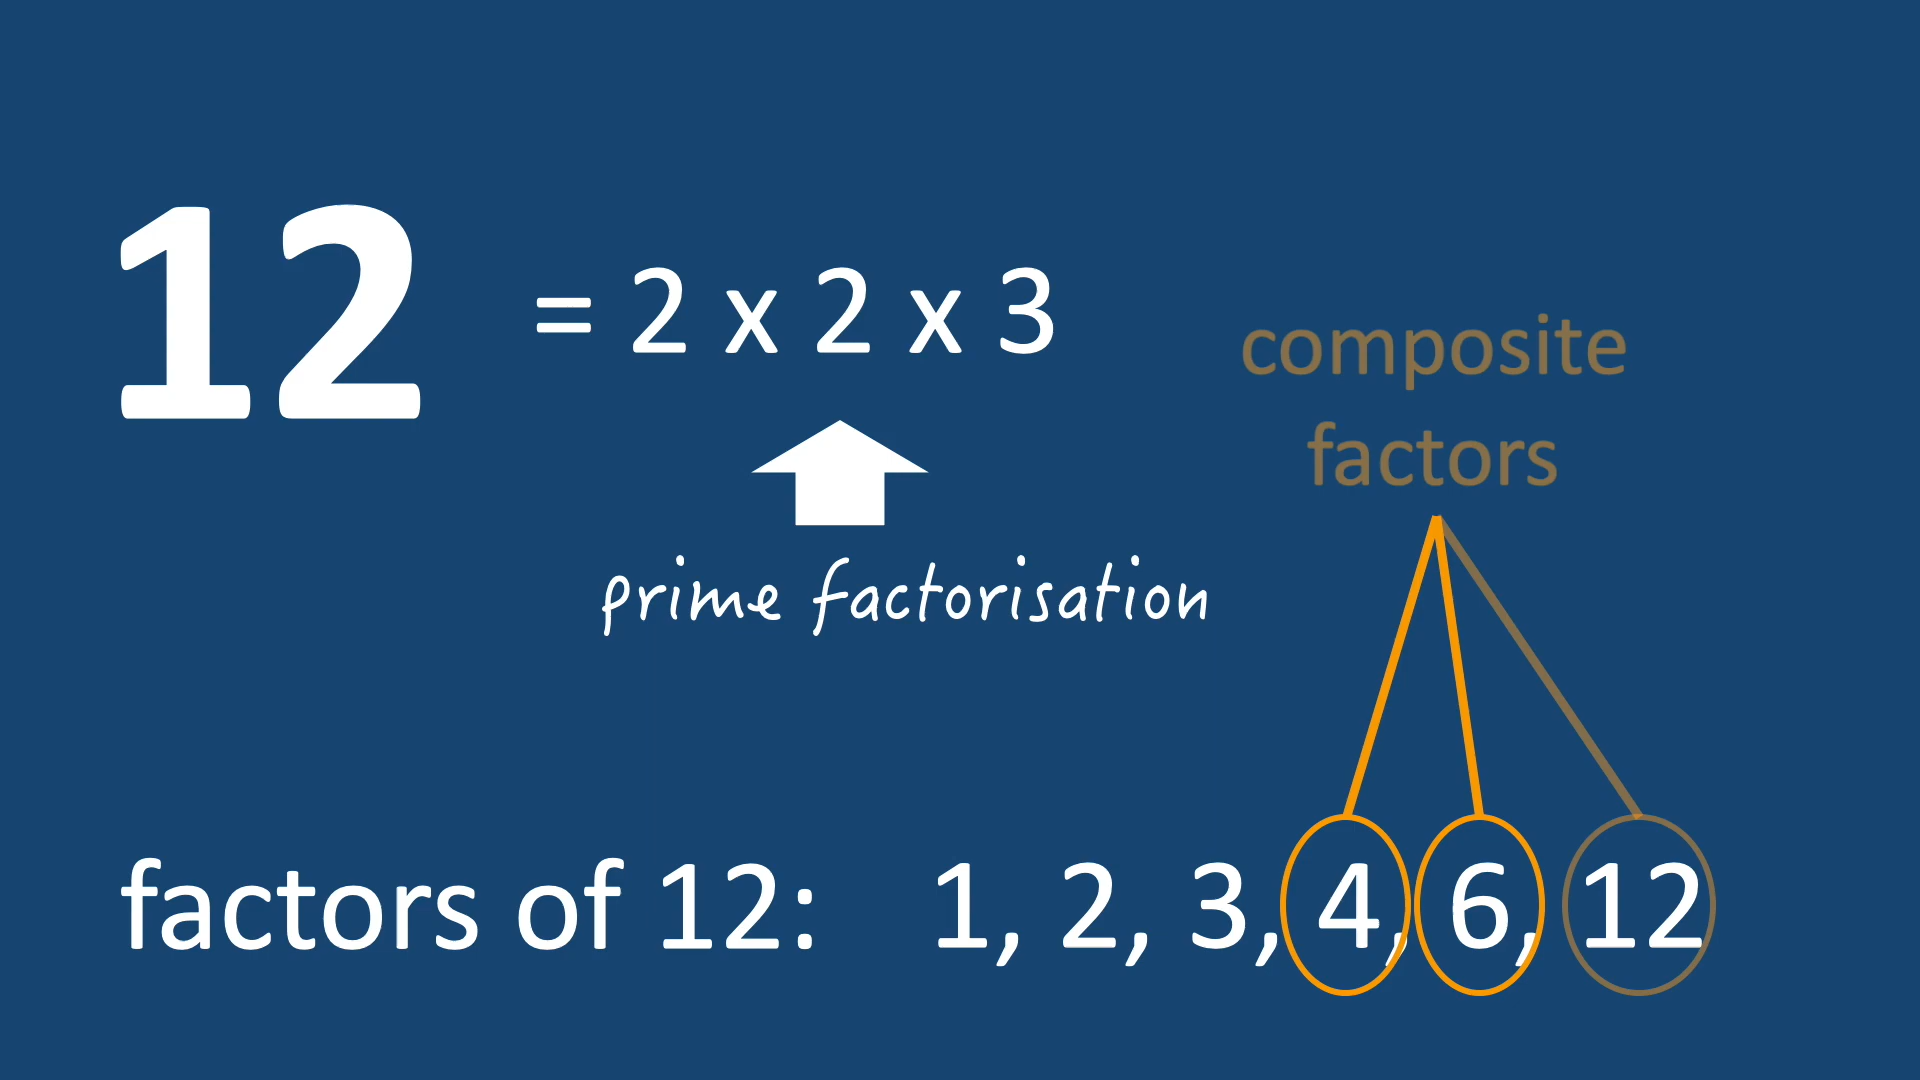 12 = 2 x 2 x 3
composite
factors
prime factorisation
factors of 12: 1, 2, 3, 4, 6, 12